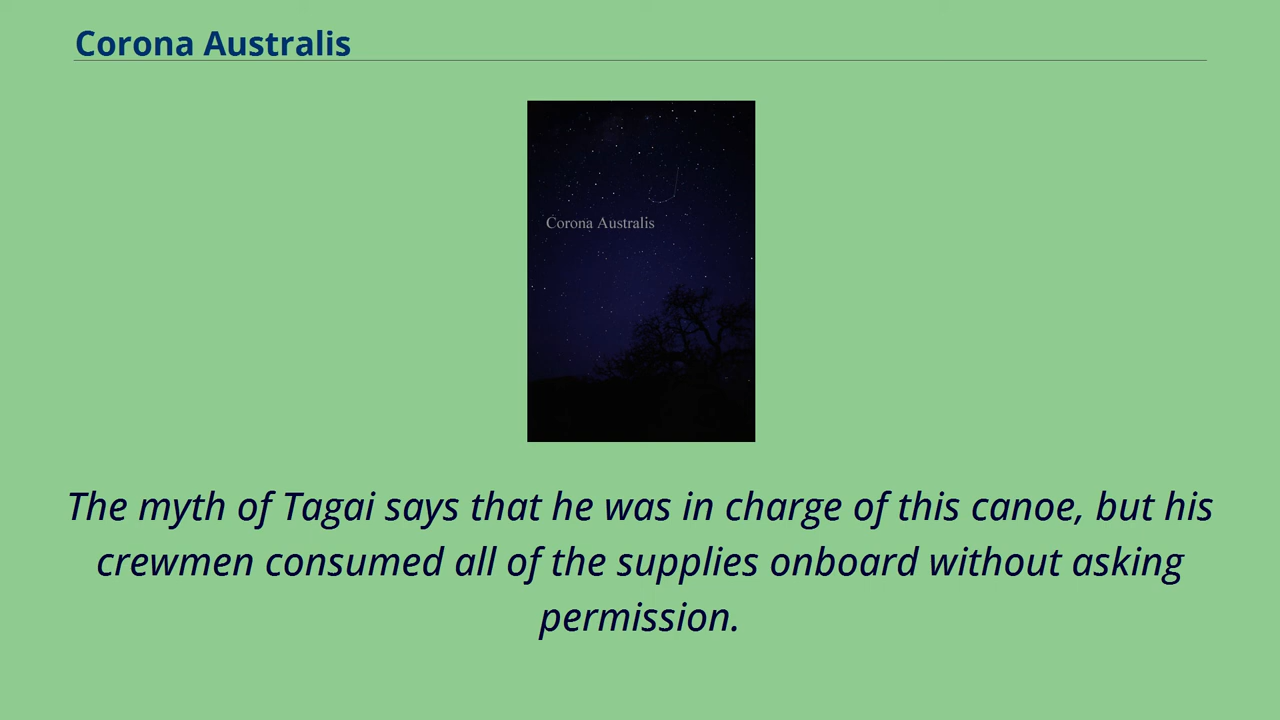 Corona Australis
Corona Australis
The myth of Tagai says that he was in charge of this canoe, but his
crewmen consumed all of the supplies onboard without asking
permission.